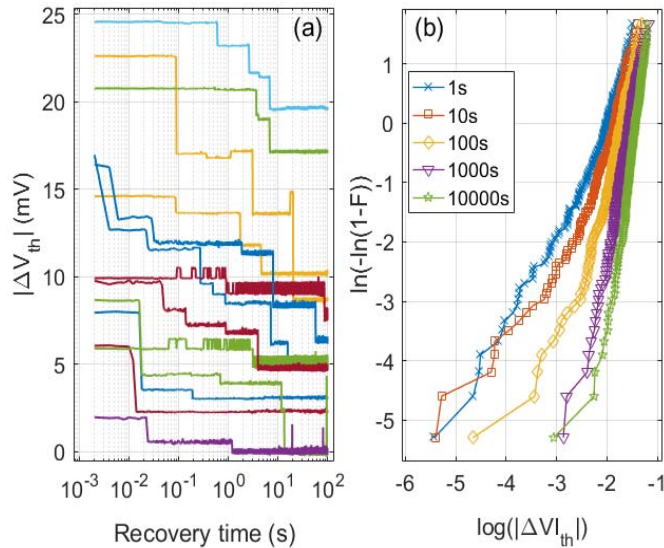 (a)
25
20
15
10
5
0
|ΔV_th| (mV)
10^-3 10^-2 10^-1 10^0 10^1 10^2
Recovery time (s)
(b)
1s
10s
100s
1000s
10000s
1
0
-1
-2
-3
-4
-5
ln(-ln(1-F))
-6 -5 -4 -3 -2 -1
log(|ΔVI_th|)